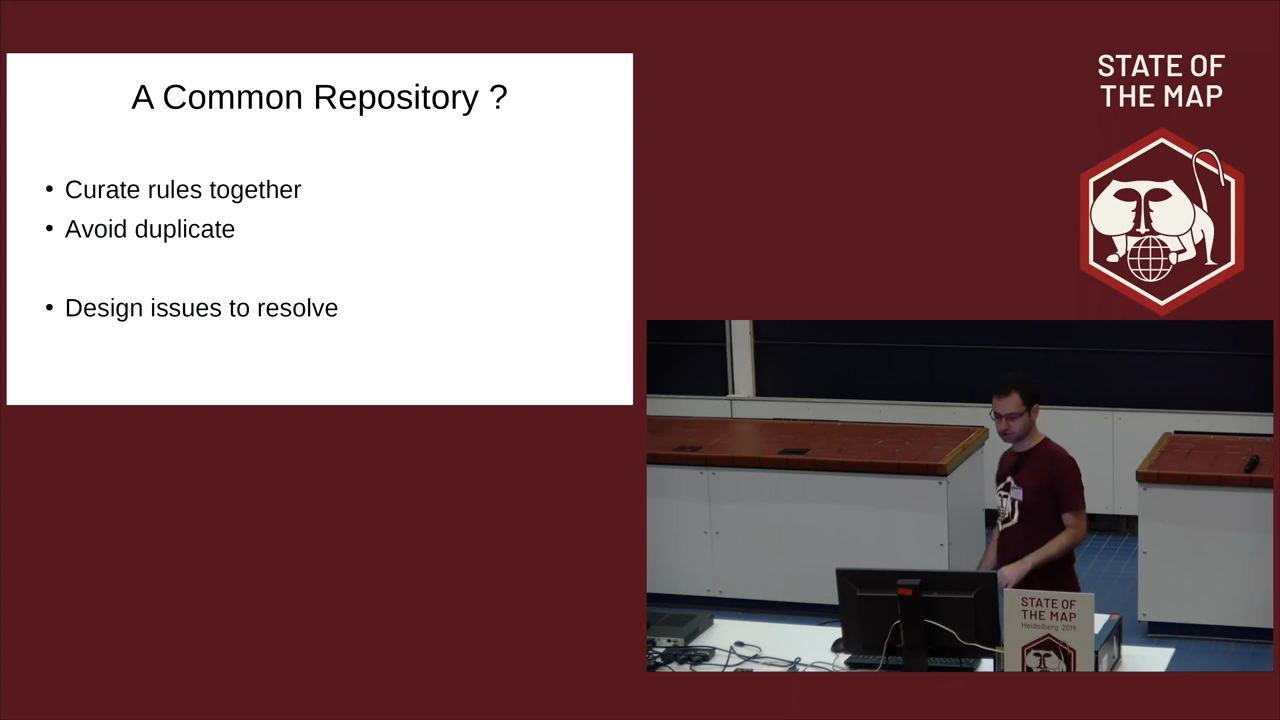 A Common Repository ?
• Curate rules together
• Avoid duplicate
• Design issues to resolve
STATE OF
THE MAP
STATE OF
THE MAP
Heidelberg 2019